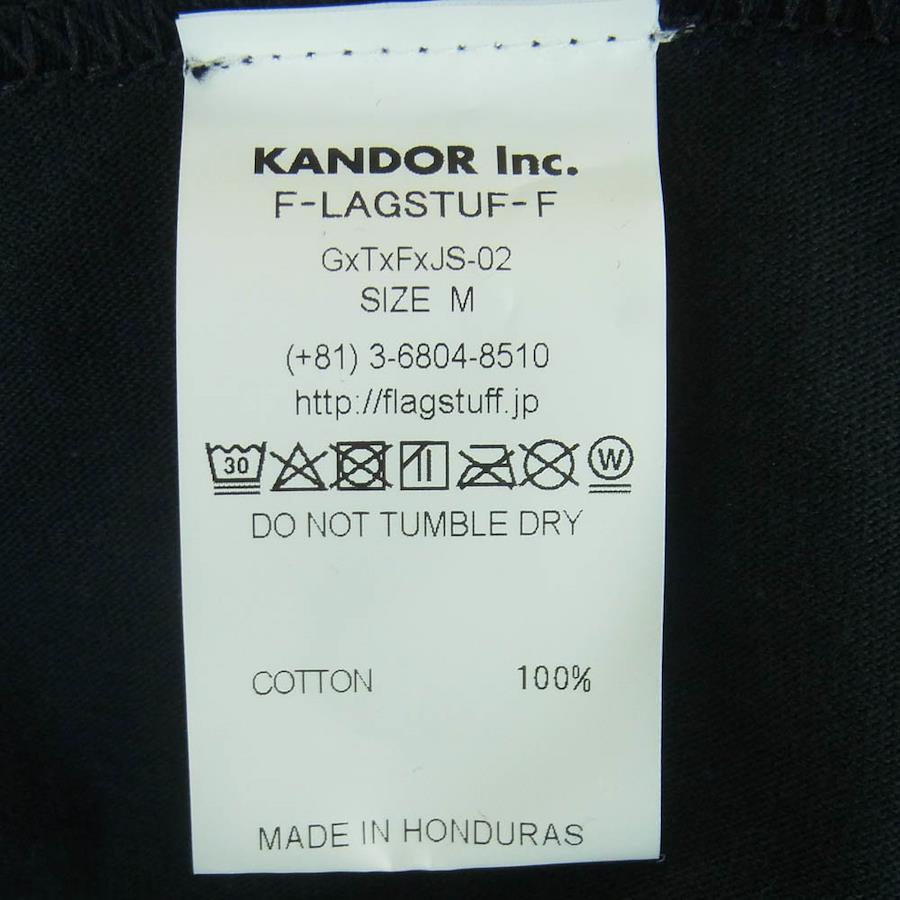 KANDOR Inc.
F-LAGSTUF-F
GxTxFxJS-02
SIZE M
(+81) 3-6804-8510
http://flagstuff.jp
30 W
DO NOT TUMBLE DRY
COTTON 100%
MADE IN HONDURAS